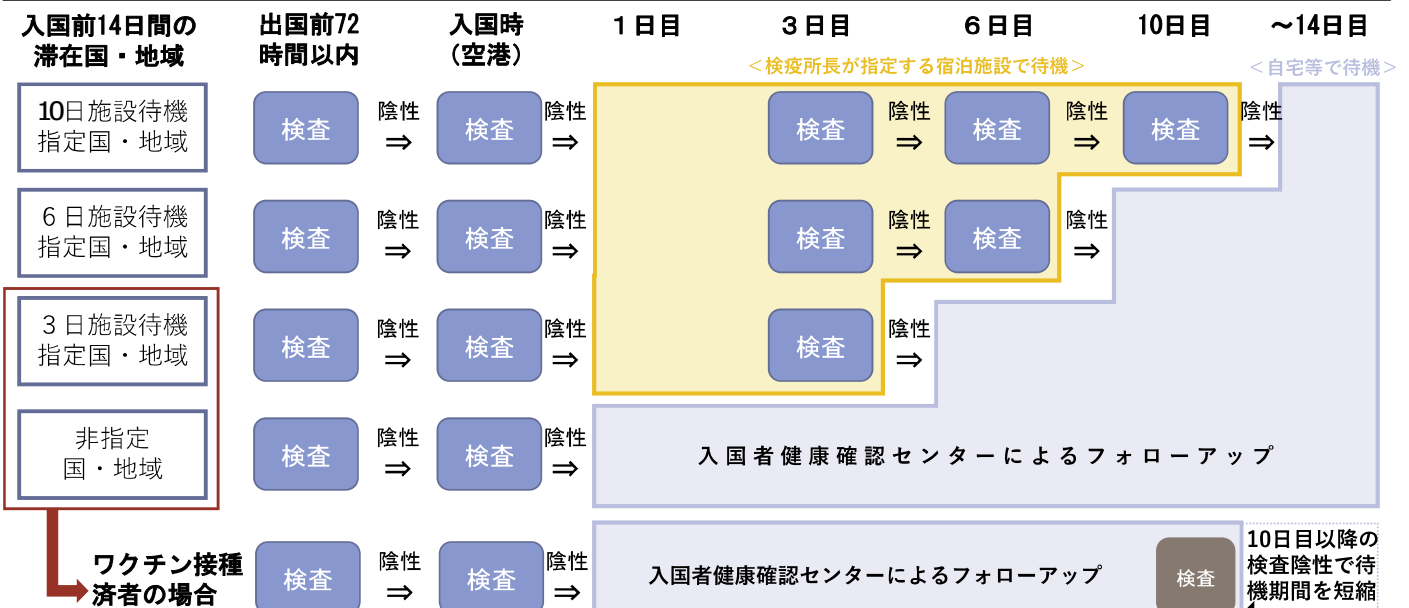 入国前14日間の
滞在国・地域
出国前72
時間以内
入国時
(空港)
１日目
３日目
６日目
10日目
～14日目
＜検疫所長が指定する宿泊施設で待機＞
＜自宅等で待機＞
10日施設待機
指定国・地域
検査
陰性
⇒
検査
陰性
⇒
検査
陰性
⇒
検査
陰性
⇒
検査
陰性
⇒
６日施設待機
指定国・地域
検査
陰性
⇒
検査
陰性
⇒
検査
陰性
⇒
検査
陰性
⇒
３日施設待機
指定国・地域
検査
陰性
⇒
検査
陰性
⇒
検査
陰性
⇒
非指定
国・地域
検査
陰性
⇒
検査
陰性
⇒
入国者健康確認センターによるフォローアップ
ワクチン接種
済者の場合
検査
陰性
⇒
検査
陰性
⇒
入国者健康確認センターによるフォローアップ
検査
10日目以降の
検査陰性で待
機期間を短縮